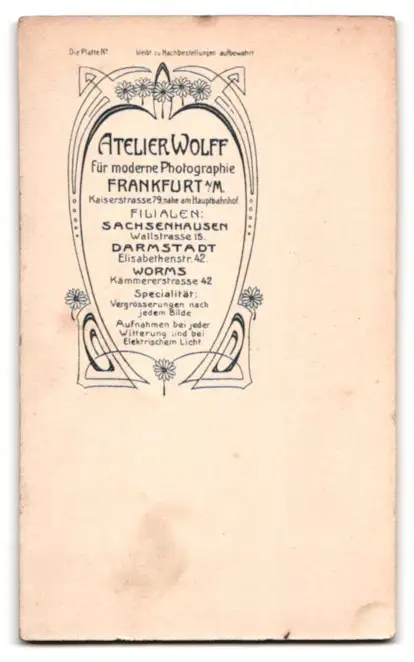 Die Platte Nº bleibt zu Nachbestellungen aufbewahrt
ATELIER WOLFF
für moderne Photographie
FRANKFURT a/M.
Kaiserstrasse 79, nahe am Hauptbahnhof
FILIALEN:
SACHSENHAUSEN
Wallstrasse 15.
DARMSTADT
Elisabethenstr. 42.
WORMS
Kämmererstrasse 42
Specialität:
Vergrösserungen nach
jedem Bilde
Aufnahmen bei jeder
Witterung und bei
Elektrischem Licht